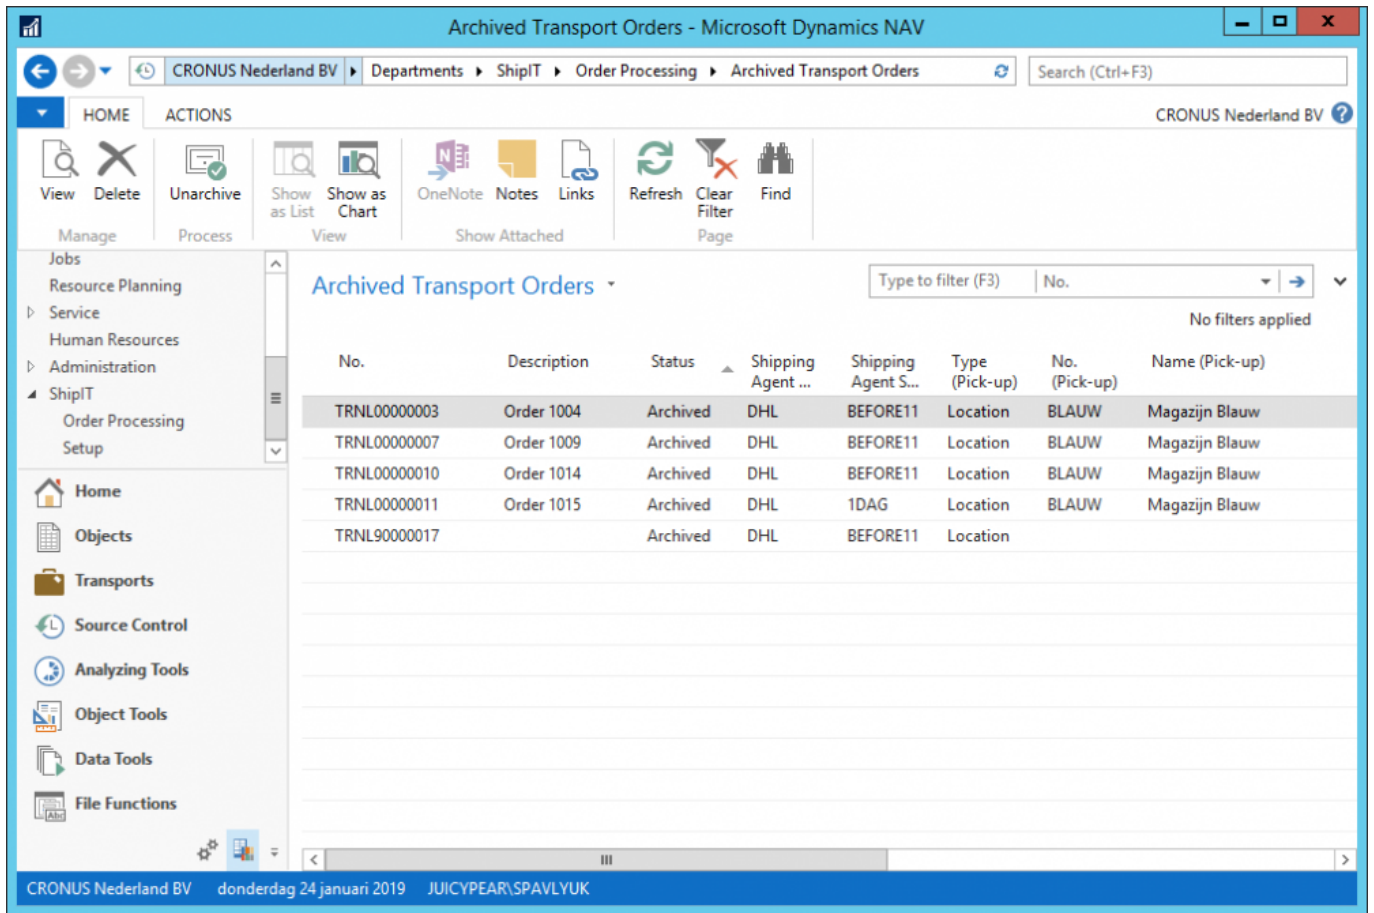 Archived Transport Orders - Microsoft Dynamics NAV
CRONUS Nederland BV Departments ShipIT Order Processing Archived Transport Orders Search (Ctrl+F3)
HOME ACTIONS CRONUS Nederland BV
View Delete Unarchive Show as List Show as Chart OneNote Notes Links Refresh Clear Filter Find
Manage Process View Show Attached Page
Jobs
Resource Planning
Service
Human Resources
Administration
ShipIT
Order Processing
Setup
Home
Objects
Transports
Source Control
Analyzing Tools
Object Tools
Data Tools
File Functions
Archived Transport Orders Type to filter (F3) No.
No filters applied
No. Description Status Shipping Agent ... Shipping Agent S... Type (Pick-up) No. (Pick-up) Name (Pick-up)
TRNL00000003 Order 1004 Archived DHL BEFORE11 Location BLAUW Magazijn Blauw
TRNL00000007 Order 1009 Archived DHL BEFORE11 Location BLAUW Magazijn Blauw
TRNL00000010 Order 1014 Archived DHL BEFORE11 Location BLAUW Magazijn Blauw
TRNL00000011 Order 1015 Archived DHL 1DAG Location BLAUW Magazijn Blauw
TRNL90000017 Archived DHL BEFORE11 Location
CRONUS Nederland BV donderdag 24 januari 2019 JUICYPEAR\SPAVLYUK